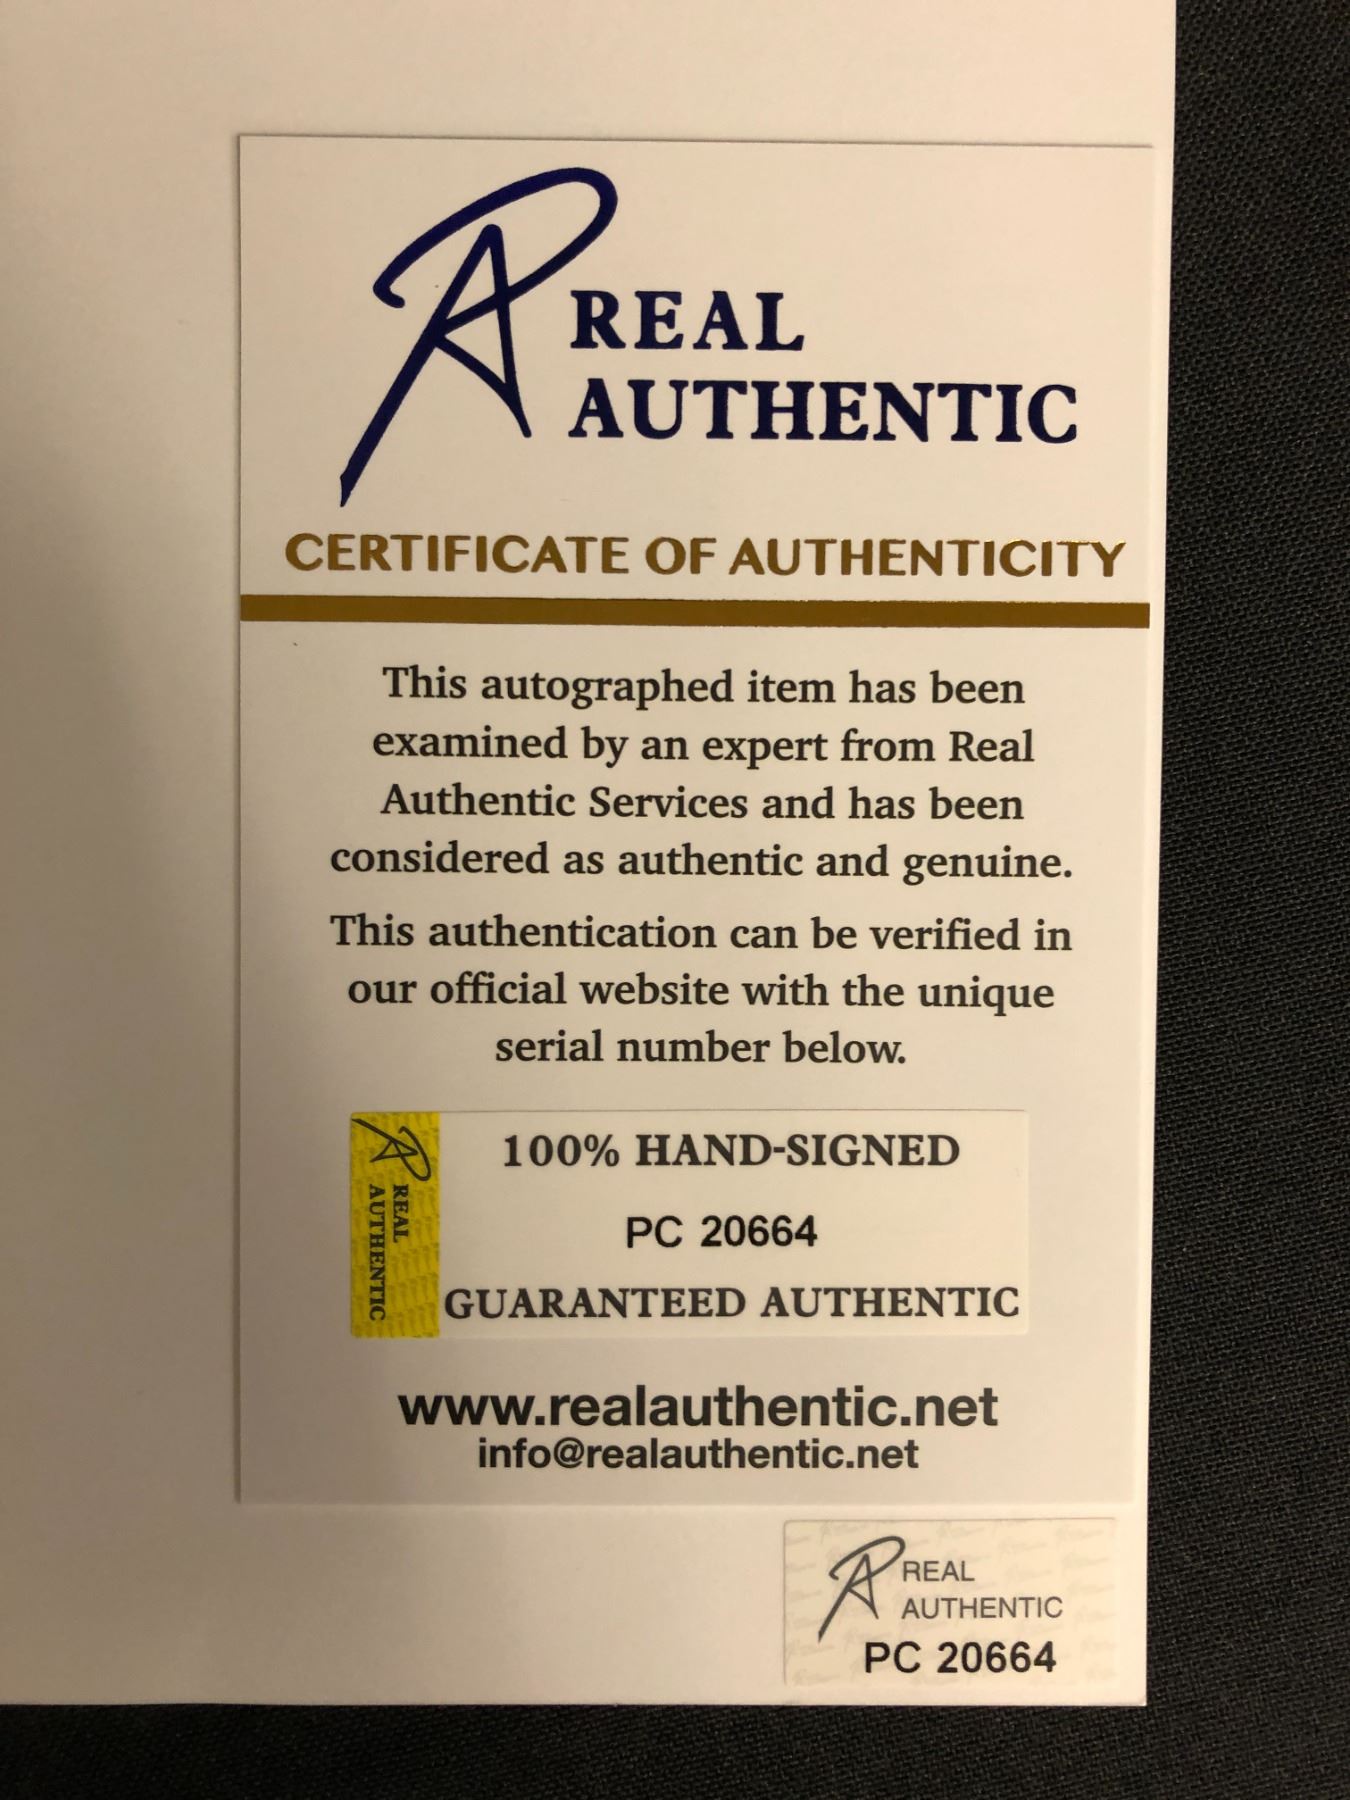 REAL
AUTHENTIC
CERTIFICATE OF AUTHENTICITY
This autographed item has been
examined by an expert from Real
Authentic Services and has been
considered as authentic and genuine.
This authentication can be verified in
our official website with the unique
serial number below.
REAL
AUTHENTIC
100% HAND-SIGNED
PC 20664
GUARANTEED AUTHENTIC
www.realauthentic.net
info@realauthentic.net
REAL
AUTHENTIC
PC 20664